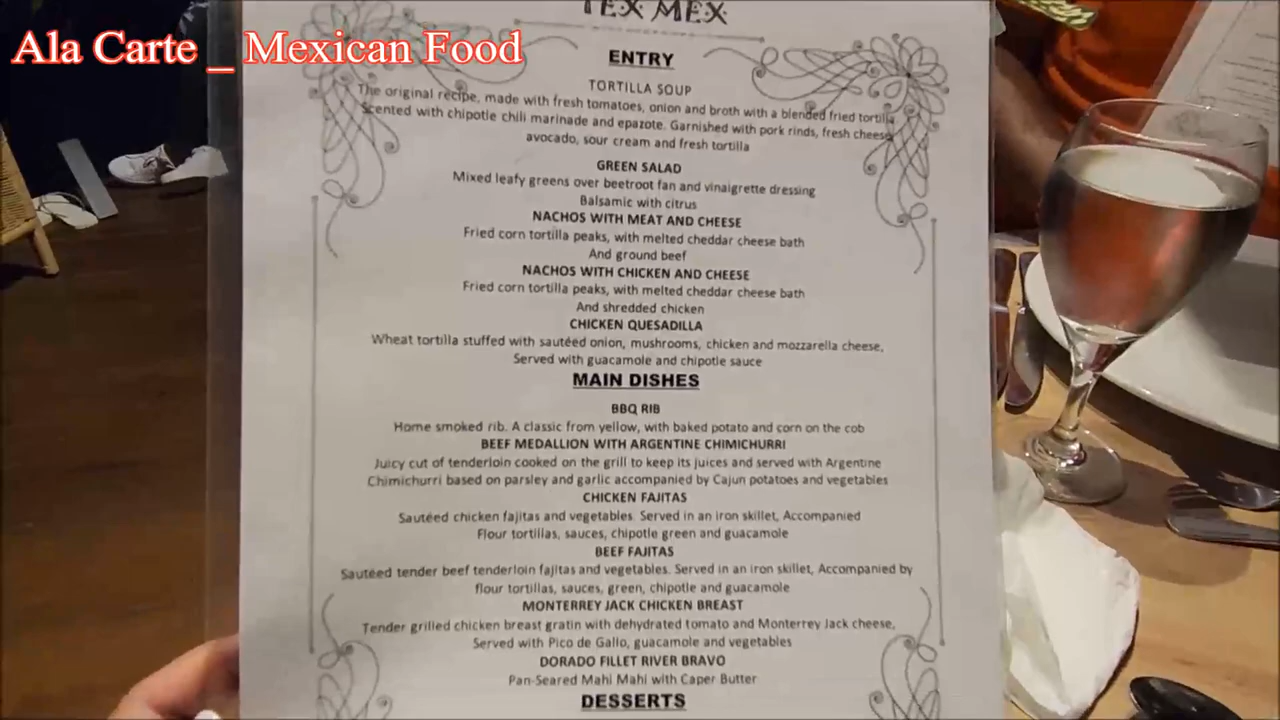 Ala Carte _ Mexican Food
TEX MEX
ENTRY
TORTILLA SOUP
The original recipe, made with fresh tomatoes, onion and broth with a blended fried tortilla
Scented with chipotle chili marinade and epazote. Garnished with pork rinds, fresh cheese
avocado, sour cream and fresh tortilla
GREEN SALAD
Mixed leafy greens over beetroot fan and vinaigrette dressing
Balsamic with citrus
NACHOS WITH MEAT AND CHEESE
Fried corn tortilla peaks, with melted cheddar cheese bath
And ground beef
NACHOS WITH CHICKEN AND CHEESE
Fried corn tortilla peaks, with melted cheddar cheese bath
And shredded chicken
CHICKEN QUESADILLA
Wheat tortilla stuffed with sautéed onion, mushrooms, chicken and mozzarella cheese,
Served with guacamole and chipotle sauce
MAIN DISHES
BBQ RIB
Home smoked rib. A classic from yellow, with baked potato and corn on the cob
BEEF MEDALLION WITH ARGENTINE CHIMICHURRI
Juicy cut of tenderloin cooked on the grill to keep its juices and served with Argentine
Chimichurri based on parsley and garlic accompanied by Cajun potatoes and vegetables
CHICKEN FAJITAS
Sautéed chicken fajitas and vegetables. Served in an iron skillet, Accompanied
Flour tortillas, sauces, chipotle green and guacamole
BEEF FAJITAS
Sautéed tender beef tenderloin fajitas and vegetables. Served in an iron skillet, Accompanied by
flour tortillas, sauces, green, chipotle and guacamole
MONTERREY JACK CHICKEN BREAST
Tender grilled chicken breast gratin with dehydrated tomato and Monterrey Jack cheese,
Served with Pico de Gallo, guacamole and vegetables
DORADO FILLET RIVER BRAVO
Pan-Seared Mahi Mahi with Caper Butter
DESSERTS